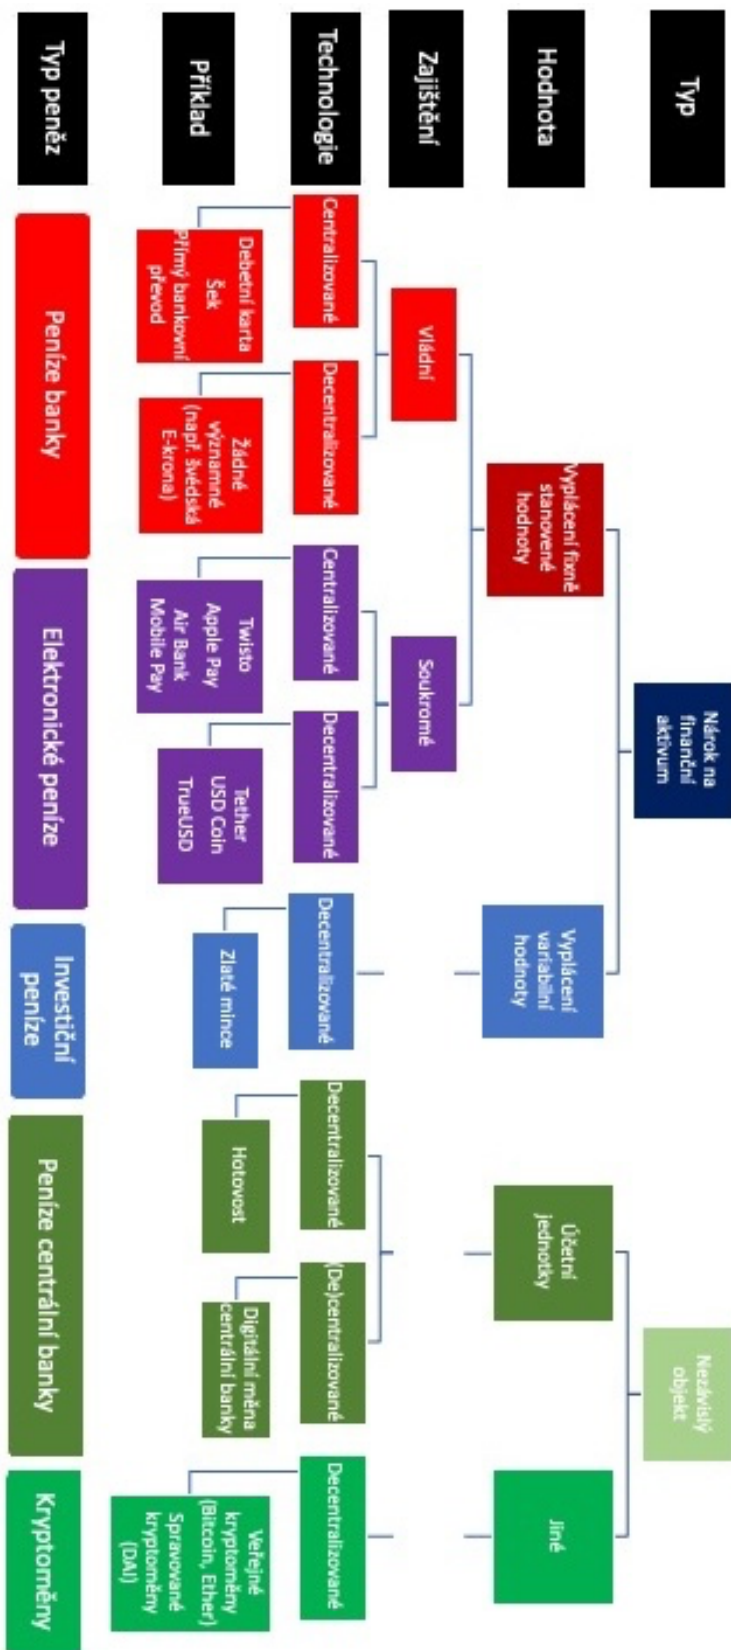 Typ
Nárok na
finanční
aktivum
Nezávislý
objekt
Hodnota
Vyplácení fixně
stanovené
hodnoty
Vyplácení
variabilní
hodnoty
Účetní
jednotky
Jiné
Zajištění
Vládní
Soukromé
Technologie
Centralizované
Decentralizované
Centralizované
Decentralizované
Decentralizované
Decentralizované
(De)centralizované
Decentralizované
Příklad
Debetní karta
Šek
Přímý bankovní
převod
Žádné
významné
(např. švédská
E-krona)
Twisto
Apple Pay
Air Bank
Mobile Pay
Tether
USD Coin
TrueUSD
Zlaté mince
Hotovost
Digitální měna
centrální banky
Veřejné
kryptoměny
(Bitcoin, Ether)
Spravované
kryptoměny
(DAI)
Typ peněz
Peníze banky
Elektronické peníze
Investiční
peníze
Peníze centrální banky
Kryptoměny